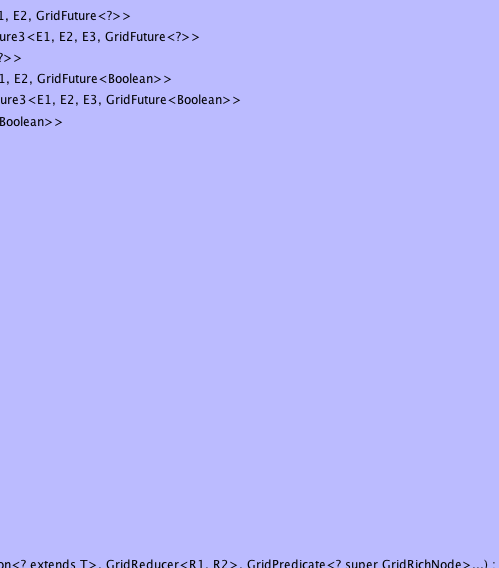 1, E2, GridFuture<?>>
ure3<E1, E2, E3, GridFuture<?>>
?>>
1, E2, GridFuture<Boolean>>
ure3<E1, E2, E3, GridFuture<Boolean>>
Boolean>>
on<? extends T>, GridReducer<R1, R2>, GridPredicate<? super GridRichNode>...) :